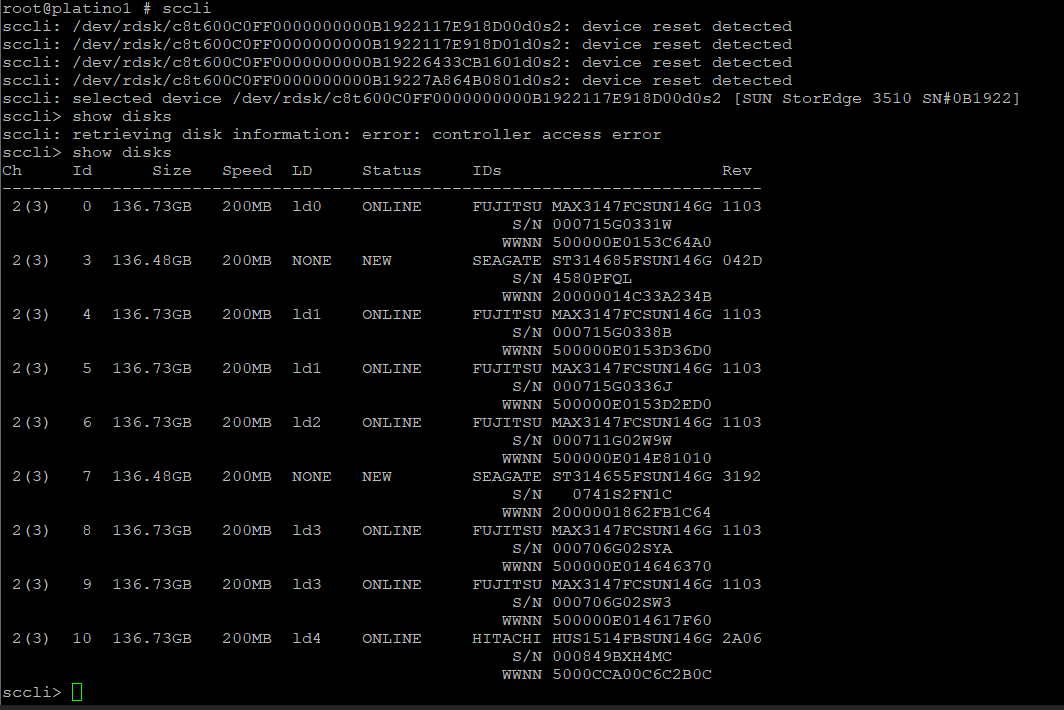 root@platino1 # sccli
sccli: /dev/rdsk/c8t600C0FF0000000000B1922117E918D00d0s2: device reset detected
sccli: /dev/rdsk/c8t600C0FF0000000000B1922117E918D01d0s2: device reset detected
sccli: /dev/rdsk/c8t600C0FF0000000000B19226433CB1601d0s2: device reset detected
sccli: /dev/rdsk/c8t600C0FF0000000000B19227A864B0801d0s2: device reset detected
sccli: selected device /dev/rdsk/c8t600C0FF0000000000B1922117E918D00d0s2 [SUN StorEdge 3510 SN#0B1922]
sccli> show disks
sccli: retrieving disk information: error: controller access error
sccli> show disks
Ch     Id      Size   Speed  LD     Status     IDs                      Rev
----------------------------------------------------------------------------
 2(3)   0  136.73GB   200MB  ld0    ONLINE     FUJITSU MAX3147FCSUN146G 1103
                                                   S/N 000715G0331W
                                                  WWNN 500000E0153C64A0
 2(3)   3  136.48GB   200MB  NONE   NEW        SEAGATE ST314685FSUN146G 042D
                                                   S/N 4580PFQL
                                                  WWNN 20000014C33A234B
 2(3)   4  136.73GB   200MB  ld1    ONLINE     FUJITSU MAX3147FCSUN146G 1103
                                                   S/N 000715G0338B
                                                  WWNN 500000E0153D36D0
 2(3)   5  136.73GB   200MB  ld1    ONLINE     FUJITSU MAX3147FCSUN146G 1103
                                                   S/N 000715G0336J
                                                  WWNN 500000E0153D2ED0
 2(3)   6  136.73GB   200MB  ld2    ONLINE     FUJITSU MAX3147FCSUN146G 1103
                                                   S/N 000711G02W9W
                                                  WWNN 500000E014E81010
 2(3)   7  136.48GB   200MB  NONE   NEW        SEAGATE ST314655FSUN146G 3192
                                                   S/N   0741S2FN1C
                                                  WWNN 2000001862FB1C64
 2(3)   8  136.73GB   200MB  ld3    ONLINE     FUJITSU MAX3147FCSUN146G 1103
                                                   S/N 000706G02SYA
                                                  WWNN 500000E014646370
 2(3)   9  136.73GB   200MB  ld3    ONLINE     FUJITSU MAX3147FCSUN146G 1103
                                                   S/N 000706G02SW3
                                                  WWNN 500000E014617F60
 2(3)  10  136.73GB   200MB  ld4    ONLINE     HITACHI HUS1514FBSUN146G 2A06
                                                   S/N 000849BXH4MC
                                                  WWNN 5000CCA00C6C2B0C
sccli>